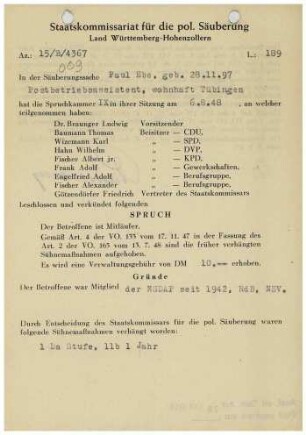 Staatskommissariat für die pol. Säuberung
Land Württemberg-Hohenzollern
Az.: 15/B/4367 L.: 189
009
In der Säuberungssache Paul Ebe, geb. 28.11.97
Postbetriebsassistent, wohnhaft Tübingen
hat die Spruchkammer IX in ihrer Sitzung am 6.8.48 , an welcher
teilgenommen haben:
Dr. Brauniger Ludwig Vorsitzender
Baumann Thomas Beisitzer — CDU,
Wizemann Karl „ — SPD,
Hahn Wilhelm „ — DVP,
Fischer Albert jr. „ — KPD,
Frank Adolf „ — Gewerkschaften,
Engelfried Adolf „ — Berufsgruppe,
Fischer Alexander „ — Berufsgruppe,
Gützendörfer Friedrich Vertreter des Staatskommissars
beschlossen und verkündet folgenden
SPRUCH
Der Betroffene ist Mitläufer.
Gemäß Art. 4 der VO. 133 vom 17. 11. 47 in der Fassung des
Art. 2 der VO. 165 vom 13. 7. 48 sind die früher verhängten
Sühnemaßnahmen aufgehoben.
Es wird eine Verwaltungsgebühr von DM 10.—— erhoben.
Gründe
Der Betroffene war Mitglied der NSDAP seit 1942, RdB, NSV.
Durch Entscheidung des Staatskommissars für die pol. Säuberung waren
folgende Sühnemaßnahmen verhängt worden:
1 Da Stufe, 11b 1 Jahr